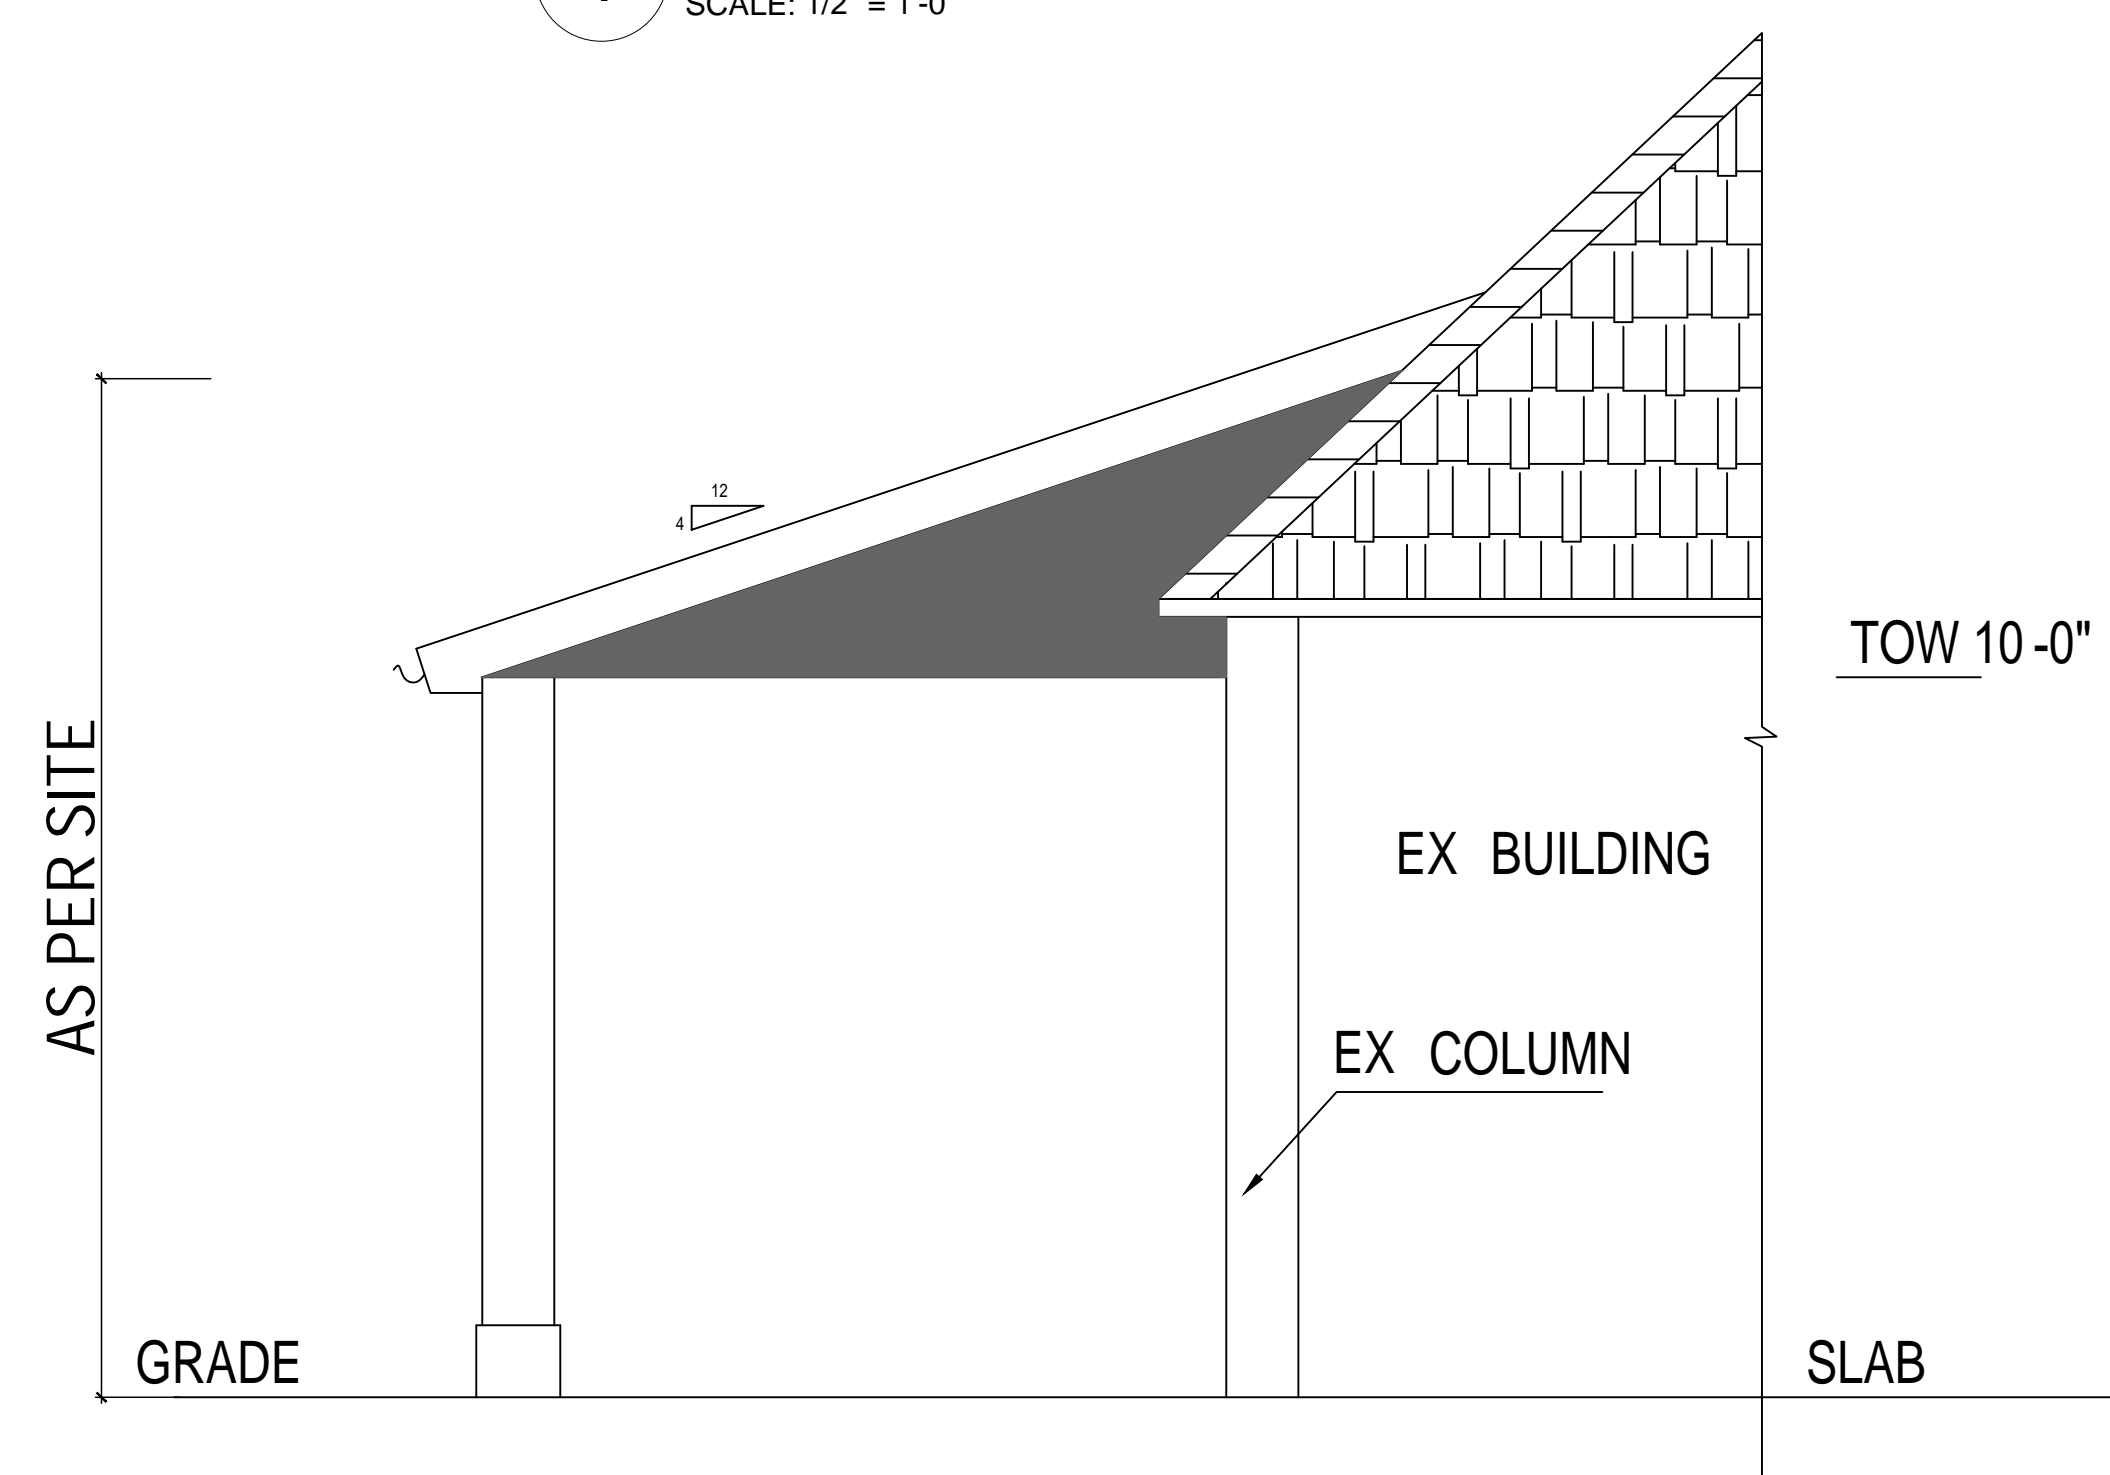 SCALE: 1/2" = 1'-0"
12
4
TOW 10 -0"
AS PER SITE
EX BUILDING
EX COLUMN
GRADE
SLAB